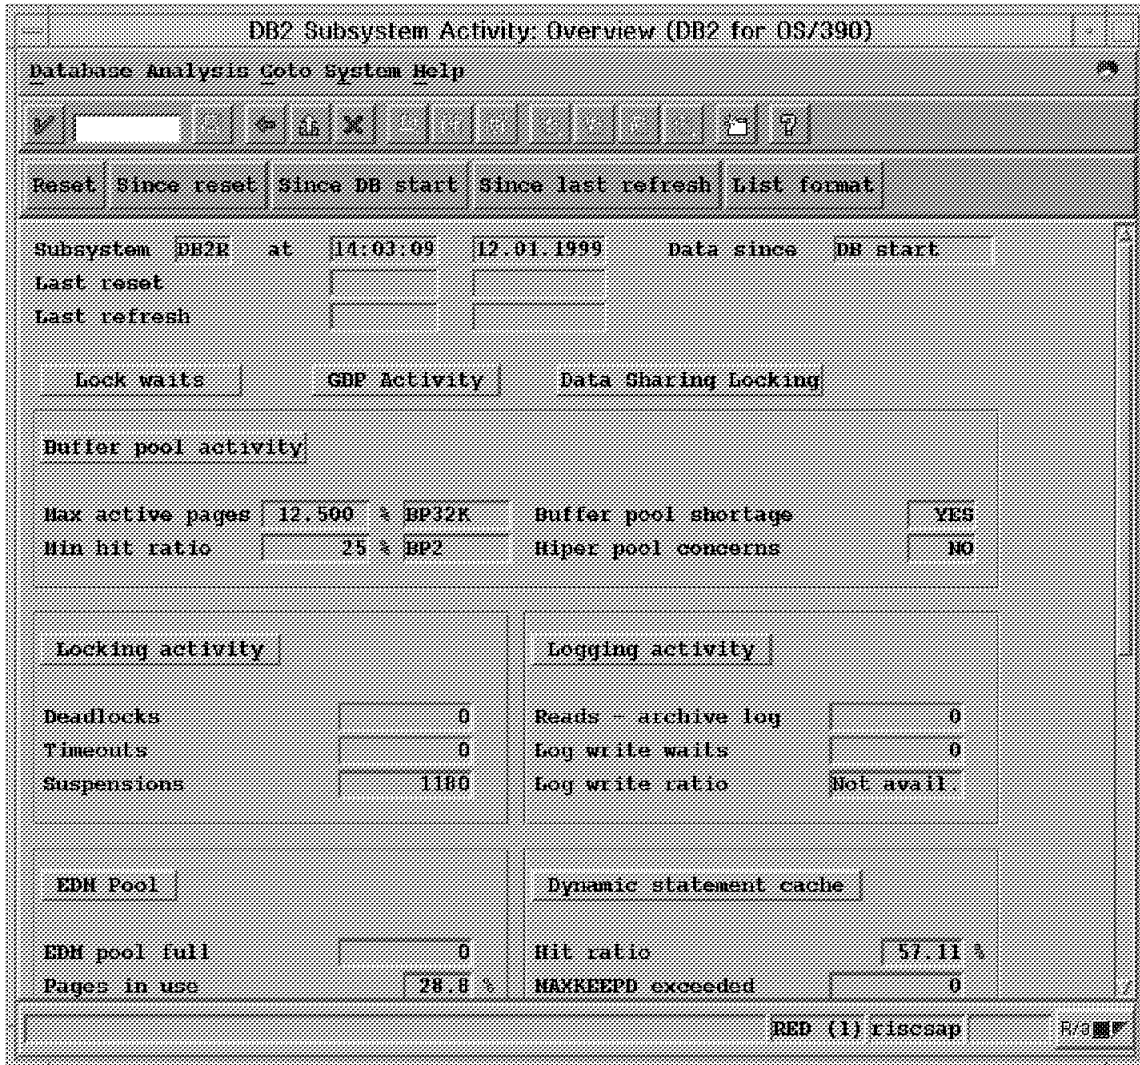 DB2 Subsystem Activity: Overview (DB2 for OS/390)
Database Analysis Goto System Help
Reset Since reset Since DB start Since last refresh List format
Subsystem DB2R at 14:03:09 12.01.1999 Data since DB start
Last reset
Last refresh
Lock waits GBP Activity Data Sharing Locking
Buffer pool activity
Max active pages 12.500 % BP32K Buffer pool shortage YES
Min hit ratio 25 % BP2 Hiper pool concerns NO
Locking activity Logging activity
Deadlocks 0 Reads - archive log 0
Timeouts 0 Log write waits 0
Suspensions 1180 Log write ratio Not avail.
EDM Pool Dynamic statement cache
EDM pool full 0 Hit ratio 57.11 %
Pages in use 28.8 % MAXKEEPD exceeded 0
RED (1) riscsap R/3